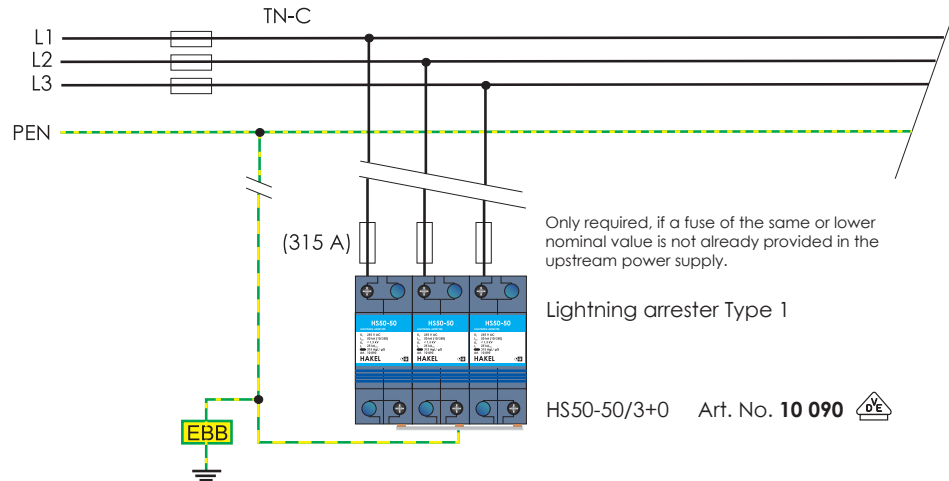 TN-C
L1
L2
L3
PEN
(315 A)
Only required, if a fuse of the same or lower
nominal value is not already provided in the
upstream power supply.
Lightning arrester Type 1
HS50-50 HS50-50 HS50-50
HAKEL HAKEL HAKEL
HS50-50/3+0 Art. No. 10 090 DVE
EBB